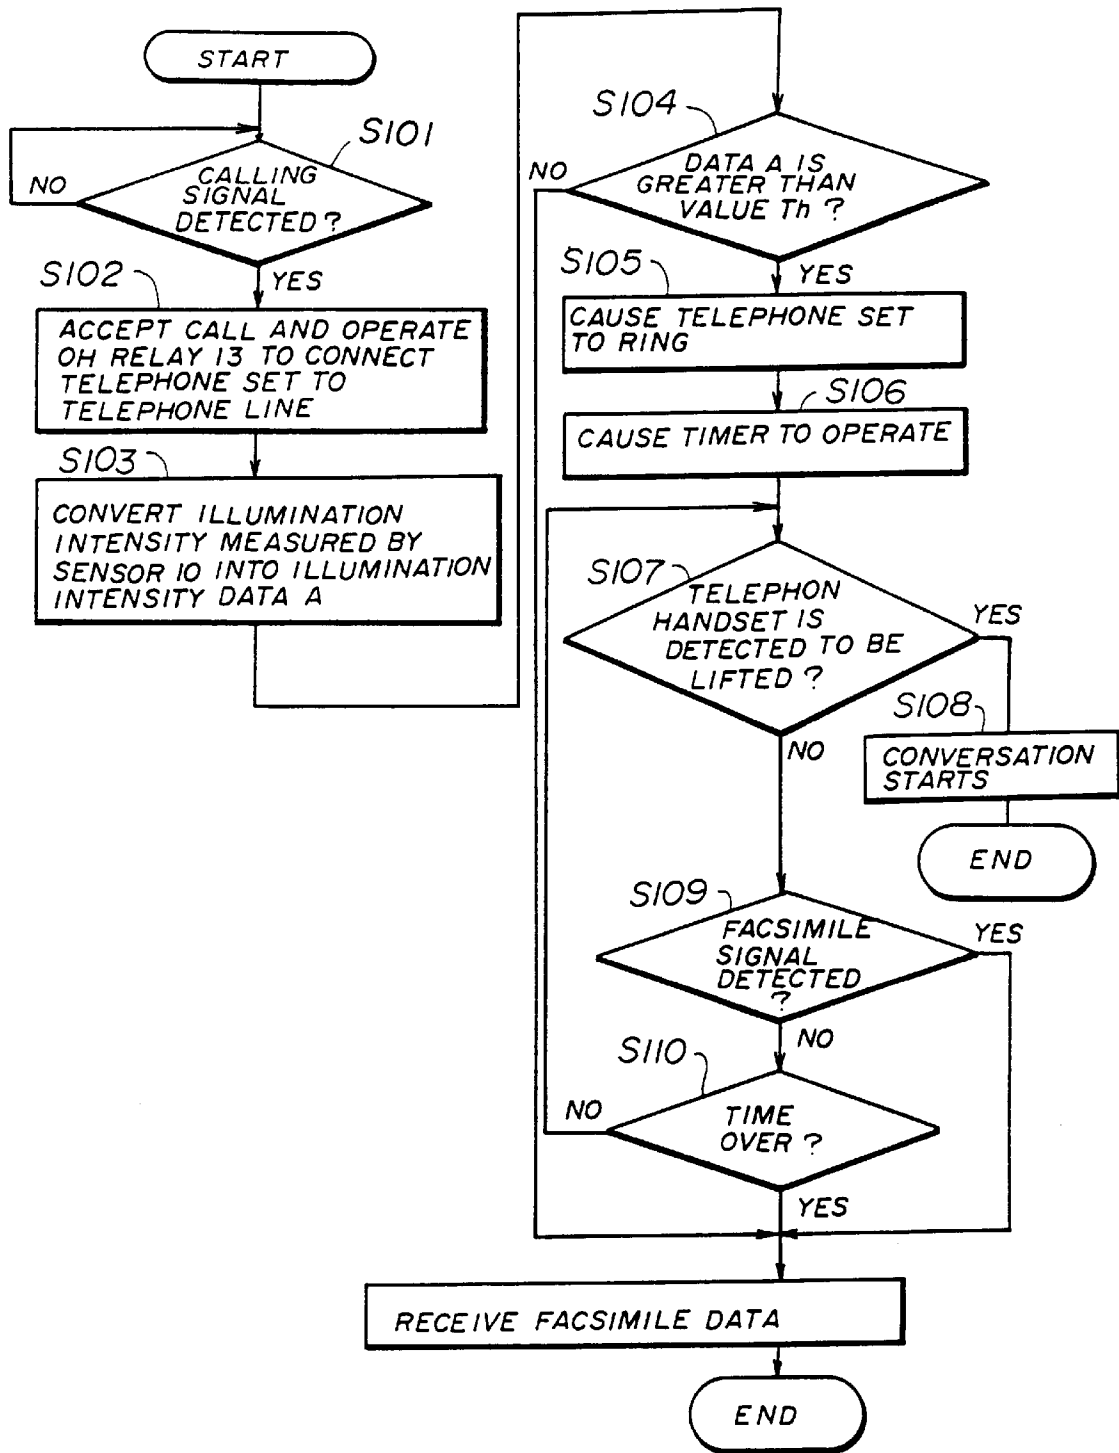 START
S101
NO
CALLING
SIGNAL
DETECTED?
YES
S102
ACCEPT CALL AND OPERATE
OH RELAY 13 TO CONNECT
TELEPHONE SET TO
TELEPHONE LINE
S103
CONVERT ILLUMINATION
INTENSITY MEASURED BY
SENSOR 10 INTO ILLUMINATION
INTENSITY DATA A
S104
NO
DATA A IS
GREATER THAN
VALUE Th ?
YES
S105
CAUSE TELEPHONE SET
TO RING
S106
CAUSE TIMER TO OPERATE
S107
TELEPHON
HANDSET IS
DETECTED TO BE
LIFTED ?
YES
NO
S108
CONVERSATION
STARTS
END
S109
FACSIMILE
SIGNAL
DETECTED
?
YES
NO
S110
NO
TIME
OVER ?
YES
RECEIVE FACSIMILE DATA
END